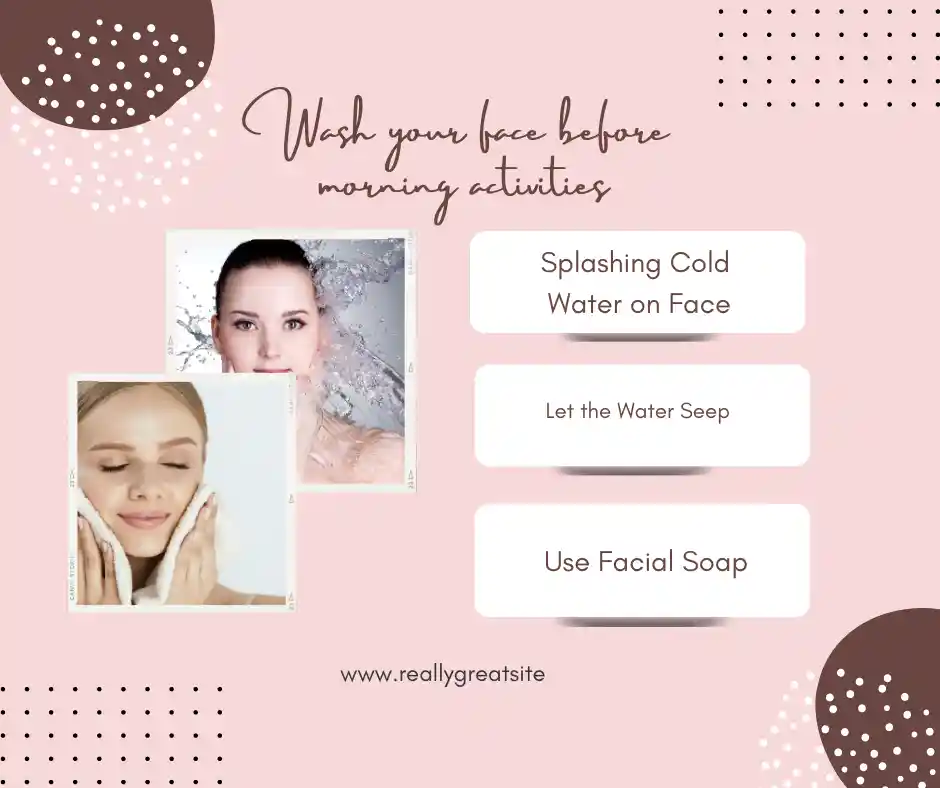 Wash your face before
morning activities
Splashing Cold
Water on Face
Let the Water Seep
Use Facial Soap
www.reallygreatsite